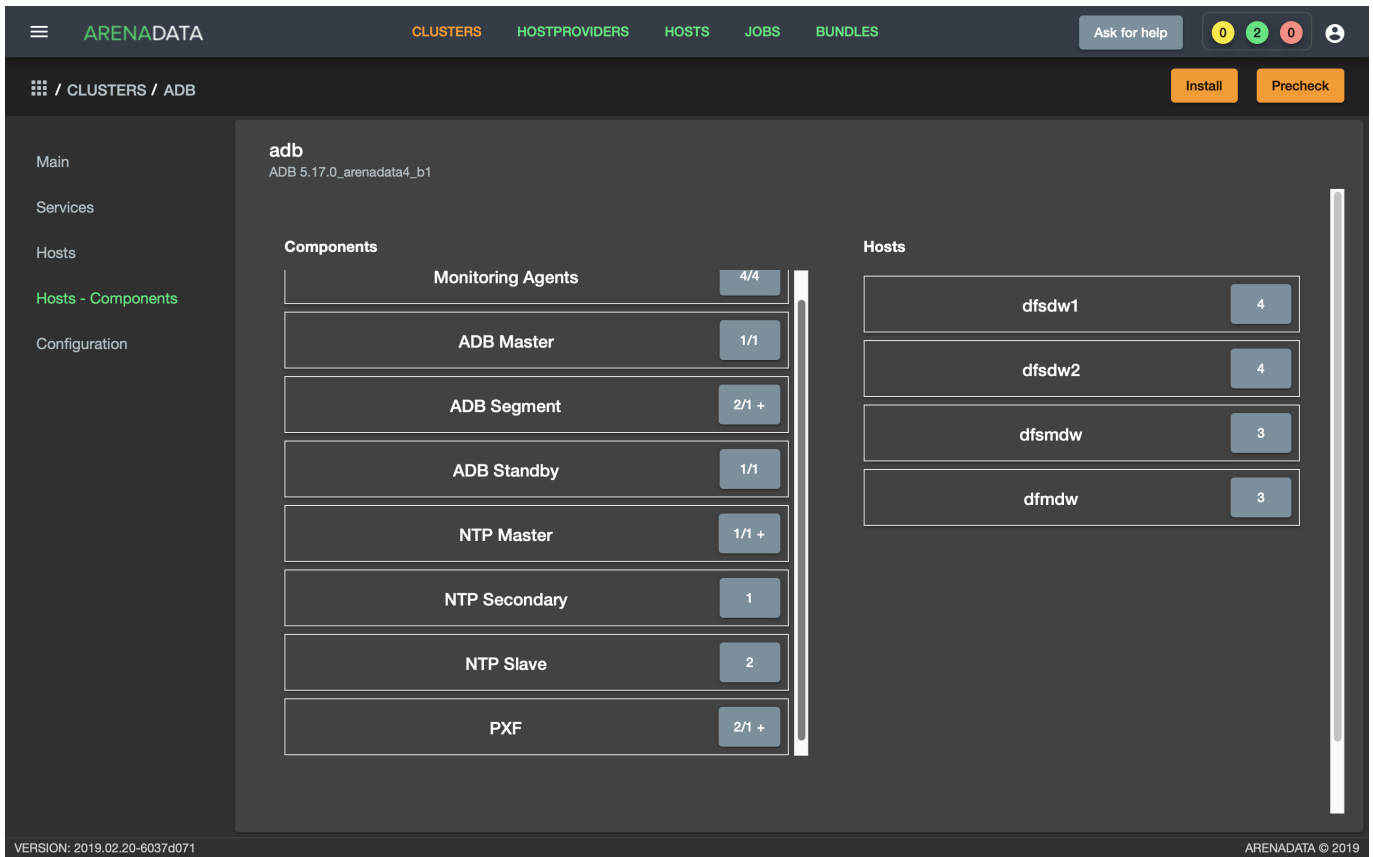 ARENADATA CLUSTERS HOSTPROVIDERS HOSTS JOBS BUNDLES Ask for help 0 2 0
/ CLUSTERS / ADB Install Precheck
Main
Services
Hosts
Hosts - Components
Configuration
adb
ADB 5.17.0_arenadata4_b1
Components
Monitoring Agents 4/4
ADB Master 1/1
ADB Segment 2/1 +
ADB Standby 1/1
NTP Master 1/1 +
NTP Secondary 1
NTP Slave 2
PXF 2/1 +
Hosts
dfsdw1 4
dfsdw2 4
dfsmdw 3
dfmdw 3
VERSION: 2019.02.20-6037d071 ARENADATA © 2019